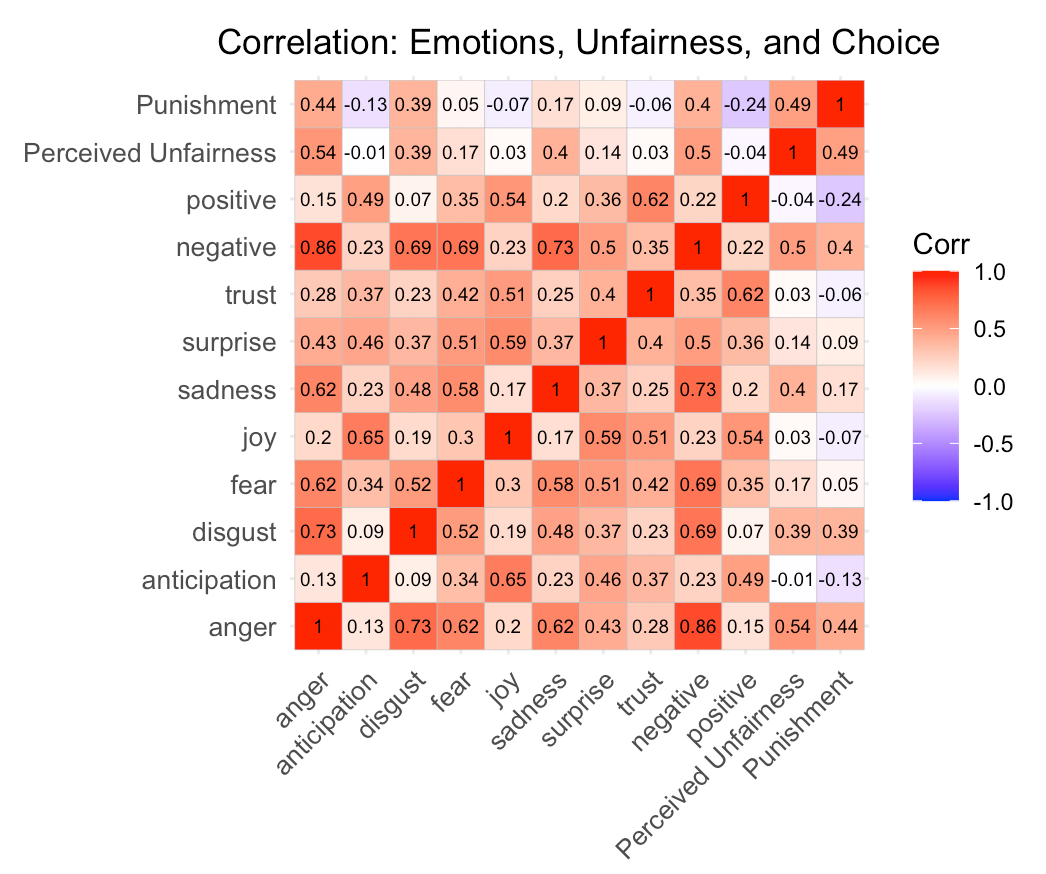 Correlation: Emotions, Unfairness, and Choice
Punishment 0.44 -0.13 0.39 0.05 -0.07 0.17 0.09 -0.06 0.4 -0.24 0.49 1
Perceived Unfairness 0.54 -0.01 0.39 0.17 0.03 0.4 0.14 0.03 0.5 -0.04 1 0.49
positive 0.15 0.49 0.07 0.35 0.54 0.2 0.36 0.62 0.22 1 -0.04 -0.24
negative 0.86 0.23 0.69 0.69 0.23 0.73 0.5 0.35 1 0.22 0.5 0.4
trust 0.28 0.37 0.23 0.42 0.51 0.25 0.4 1 0.35 0.62 0.03 -0.06
surprise 0.43 0.46 0.37 0.51 0.59 0.37 1 0.4 0.5 0.36 0.14 0.09
sadness 0.62 0.23 0.48 0.58 0.17 1 0.37 0.25 0.73 0.2 0.4 0.17
joy 0.2 0.65 0.19 0.3 1 0.17 0.59 0.51 0.23 0.54 0.03 -0.07
fear 0.62 0.34 0.52 1 0.3 0.58 0.51 0.42 0.69 0.35 0.17 0.05
disgust 0.73 0.09 1 0.52 0.19 0.48 0.37 0.23 0.69 0.07 0.39 0.39
anticipation 0.13 1 0.09 0.34 0.65 0.23 0.46 0.37 0.23 0.49 -0.01 -0.13
anger 1 0.13 0.73 0.62 0.2 0.62 0.43 0.28 0.86 0.15 0.54 0.44
anger
anticipation
disgust
fear
joy
sadness
surprise
trust
negative
positive
Perceived Unfairness
Punishment
Corr
1.0
0.5
0.0
-0.5
-1.0